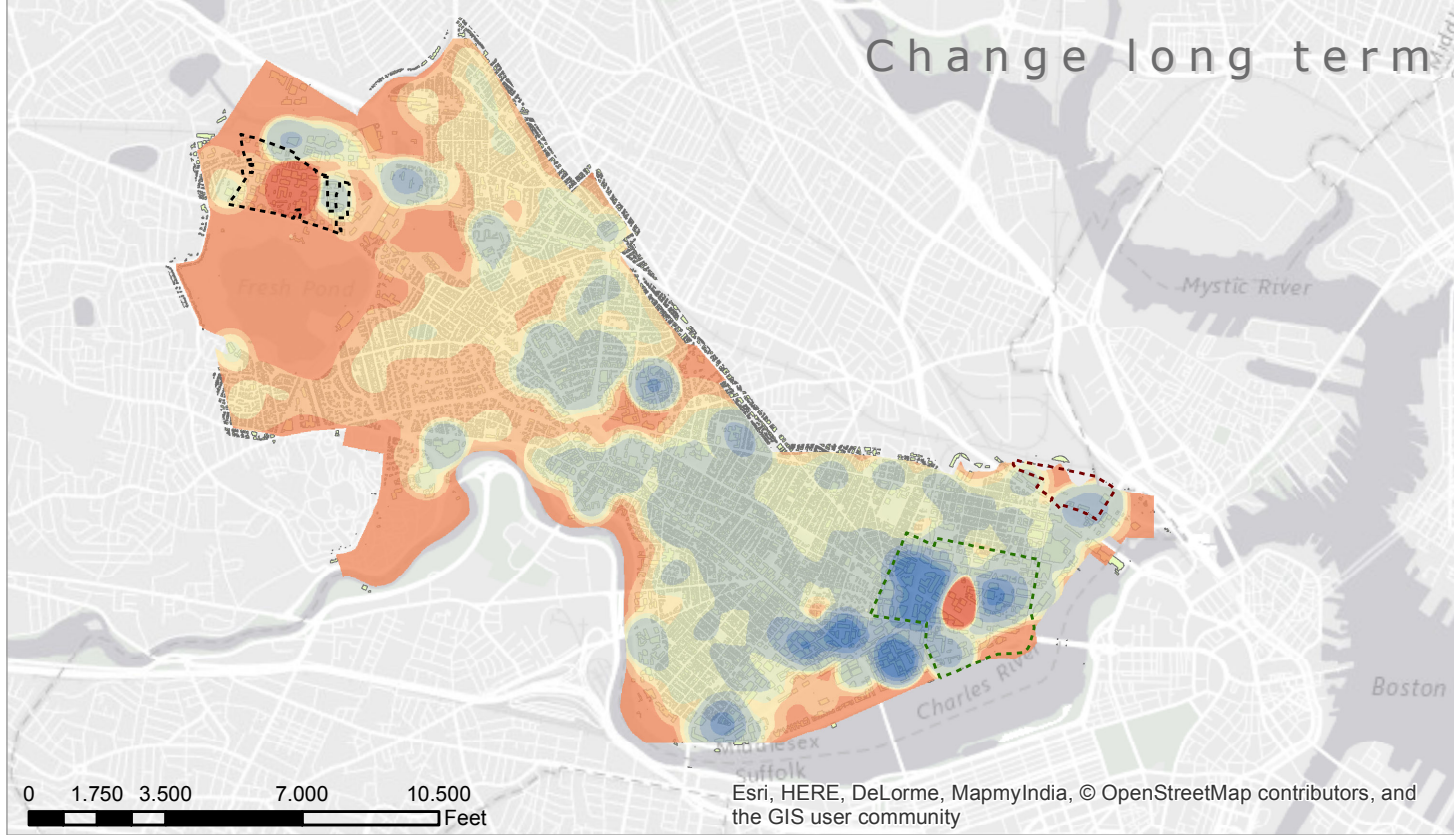 Change long term
Fresh Pond
Mystic River
Boston
Charles River
Middlesex
Suffolk
0 1.750 3.500 7.000 10.500
Feet
Esri, HERE, DeLorme, MapmyIndia, © OpenStreetMap contributors, and
the GIS user community